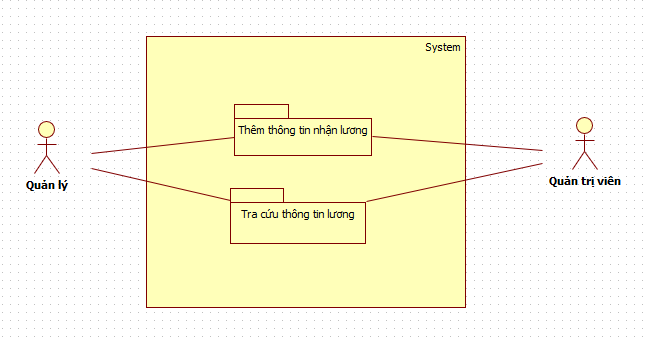 System
Thêm thông tin nhận lương
Quản lý
Quản trị viên
Tra cứu thông tin lương